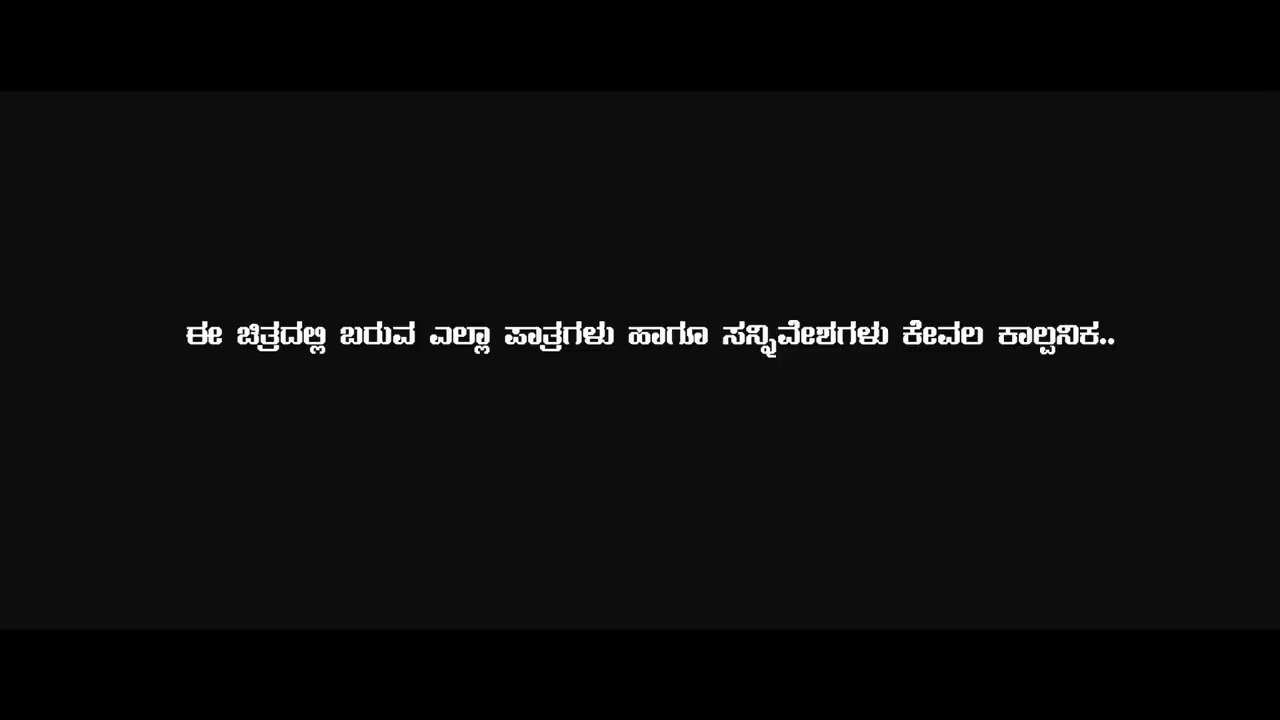 ಈ ಚಿತ್ರದಲ್ಲಿ ಬರುವ ಎಲ್ಲಾ ಪಾತ್ರಗಳು ಹಾಗೂ ಸನ್ನಿವೇಶಗಳು ಕೇವಲ ಕಾಲ್ಪನಿಕ..